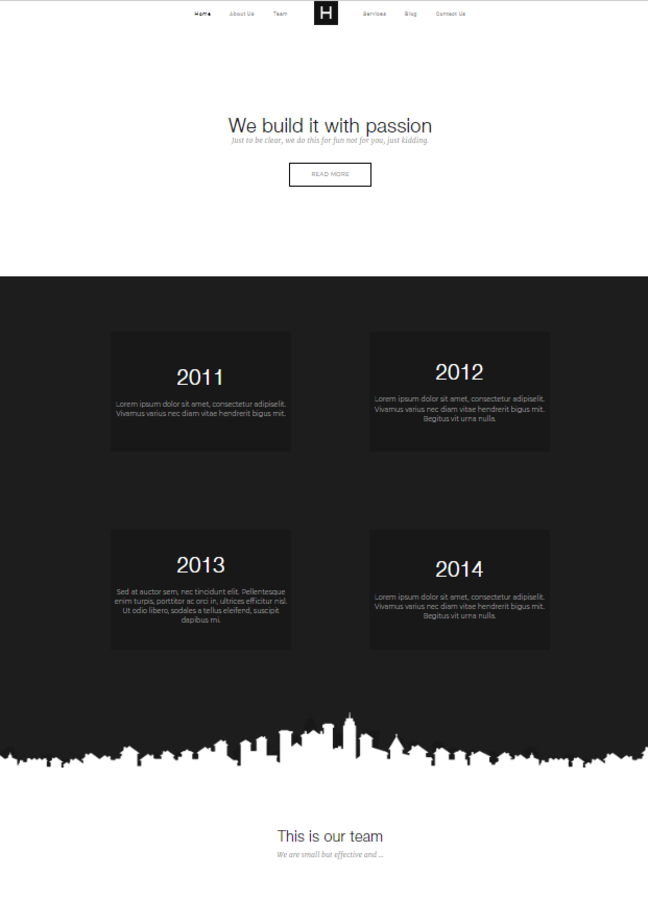 Home About Us Team H Services Blog Contact Us
We build it with passion
Just to be clear, we do this for fun not for you, just kidding.
READ MORE
2011
Lorem ipsum dolor sit amet, consectetur adipiselit.
Vivamus varius nec diam vitae hendrerit bigus mit.
2012
Lorem ipsum dolor sit amet, consectetur adipiselit.
Vivamus varius nec diam vitae hendrerit bigus mit.
Begitus vit urna nulla.
2013
Sed at auctor sem, nec tincidunt elit. Pellentesque
enim turpis, porttitor ac orci in, ultrices efficitur nisl.
Ut odio libero, sodales a tellus eleifend, suscipit
dapibus mi.
2014
Lorem ipsum dolor sit amet, consectetur adipiselit.
Vivamus varius nec diam vitae hendrerit bigus mit.
Begitus vit urna nulla.
This is our team
We are small but effective and ...